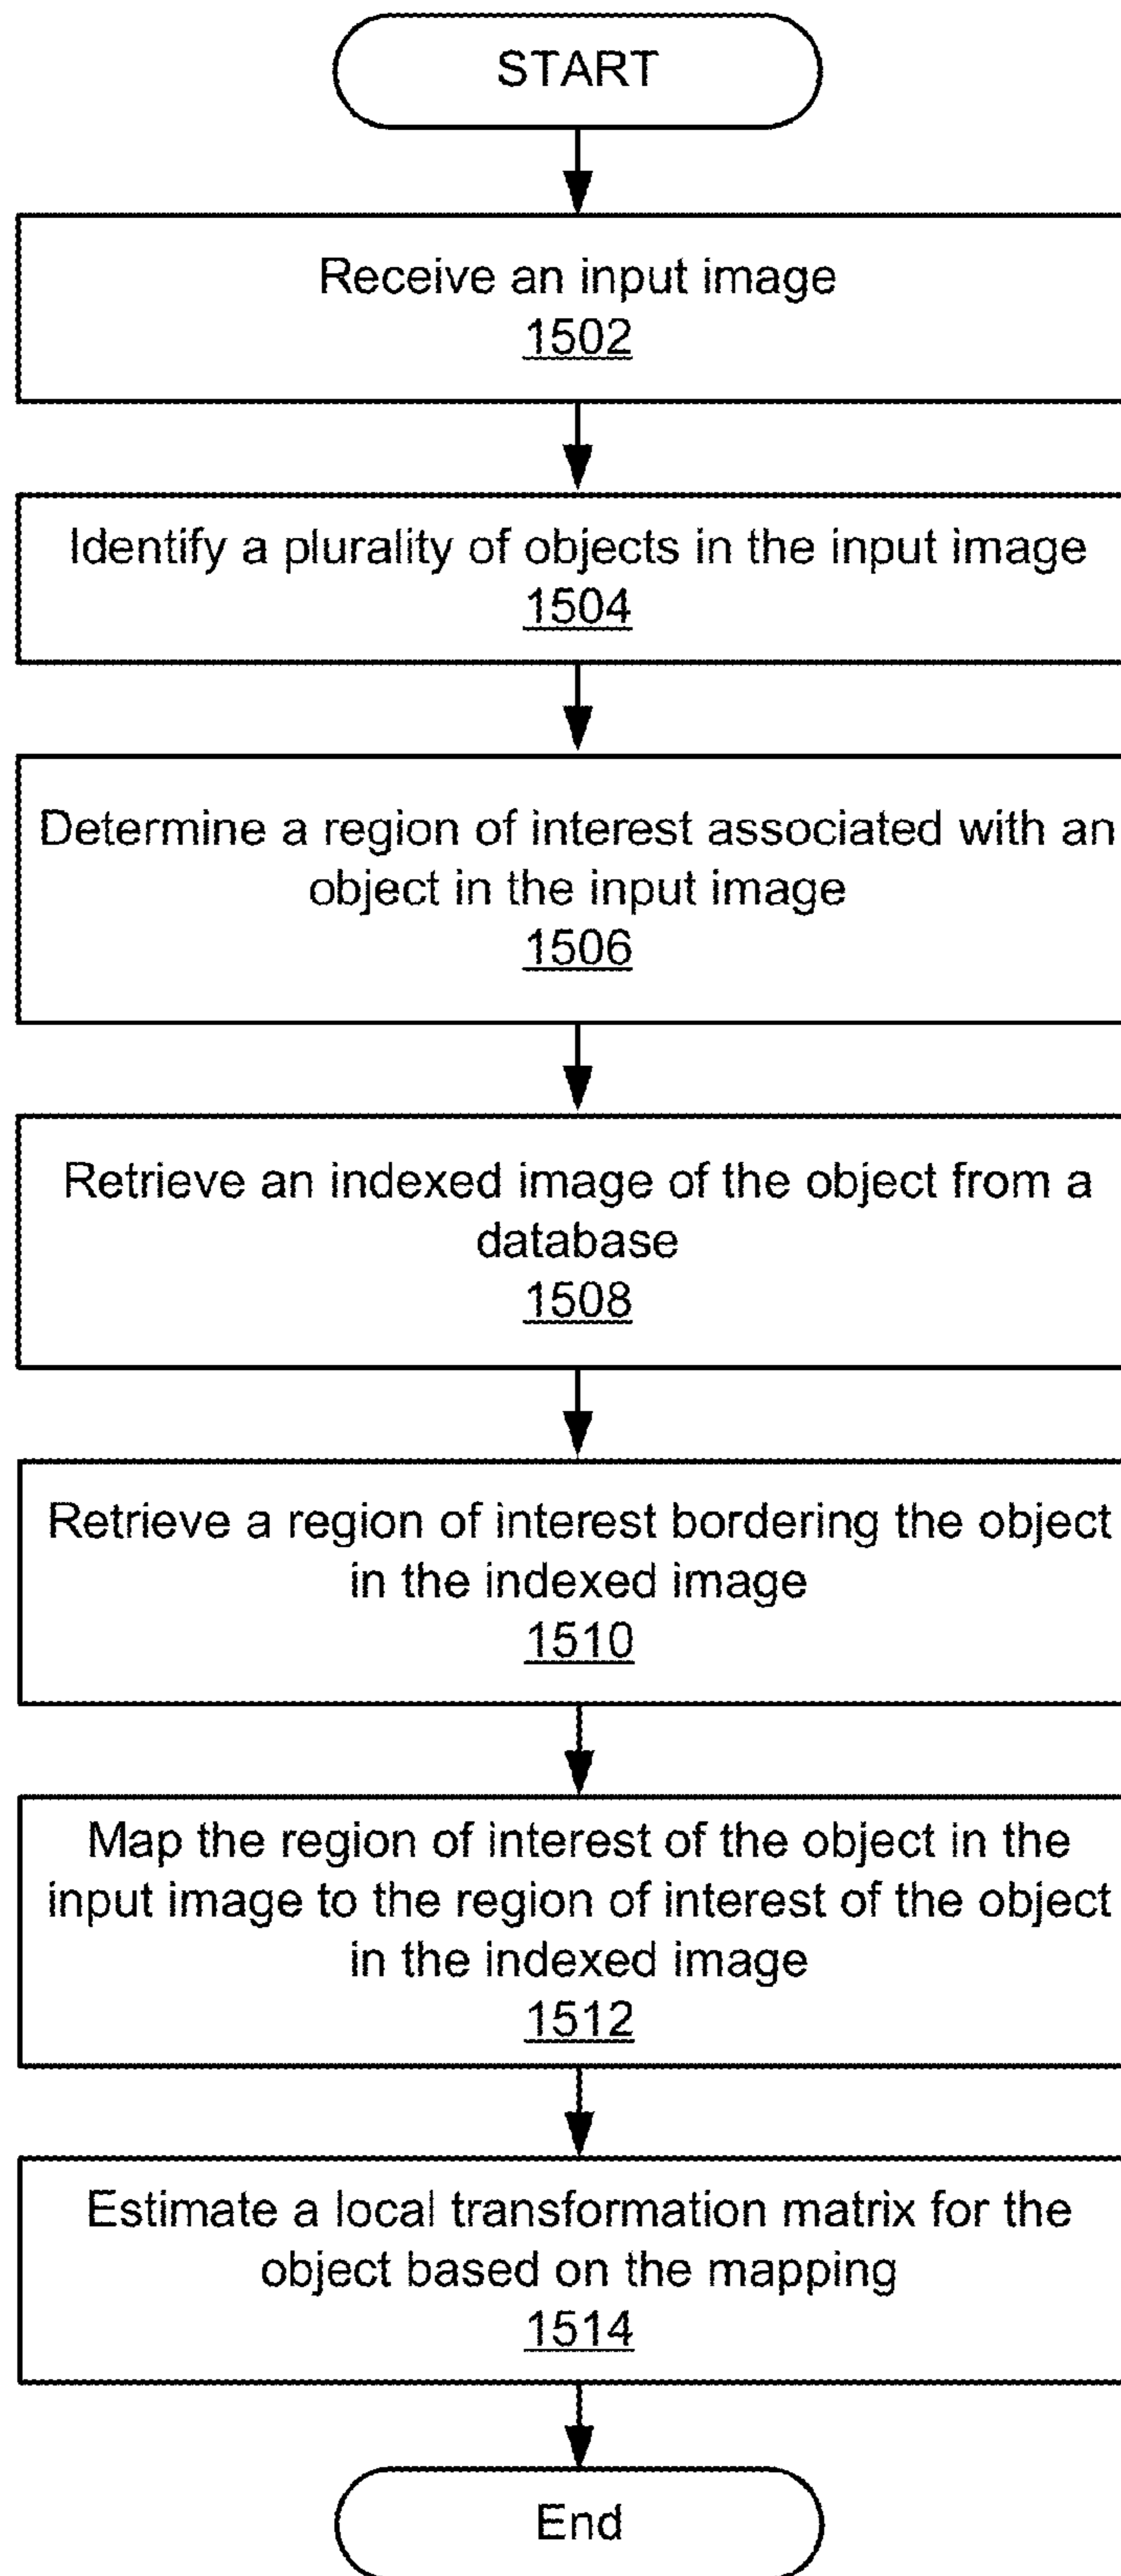 START
Receive an input image
1502
Identify a plurality of objects in the input image
1504
Determine a region of interest associated with an
object in the input image
1506
Retrieve an indexed image of the object from a
database
1508
Retrieve a region of interest bordering the object
in the indexed image
1510
Map the region of interest of the object in the
input image to the region of interest of the object
in the indexed image
1512
Estimate a local transformation matrix for the
object based on the mapping
1514
End